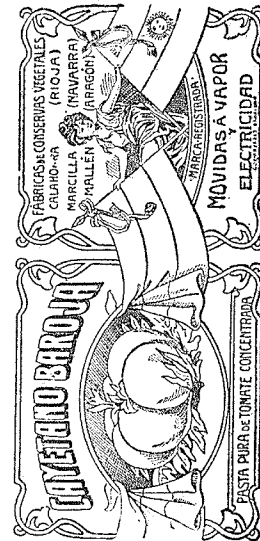 CAYETANO BAROJA
PASTA PURA DE TOMATE CONCENTRADA
FABRICAS DE CONSERVAS VEGETALES
CALAHORRA (RIOJA)
MARCILLA (NAVARRA)
MALLÉN (ARAGÓN)
MARCA REGISTRADA
MOVIDAS Á VAPOR
Y
ELECTRICIDAD